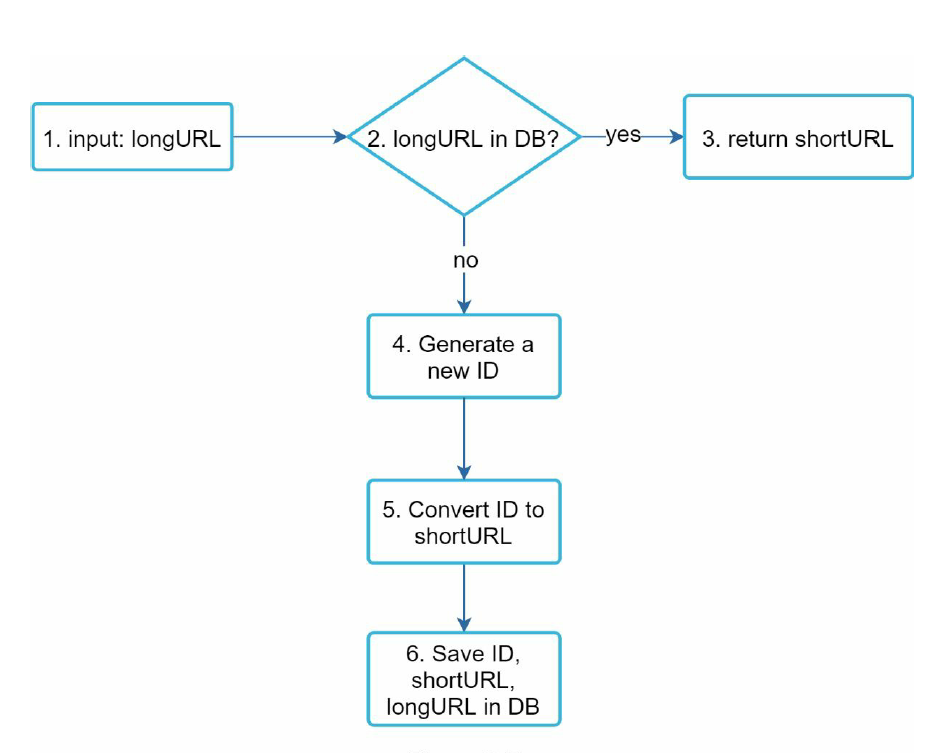 1. input: longURL
2. longURL in DB?
yes
3. return shortURL
no
4. Generate a
new ID
5. Convert ID to
shortURL
6. Save ID,
shortURL,
longURL in DB